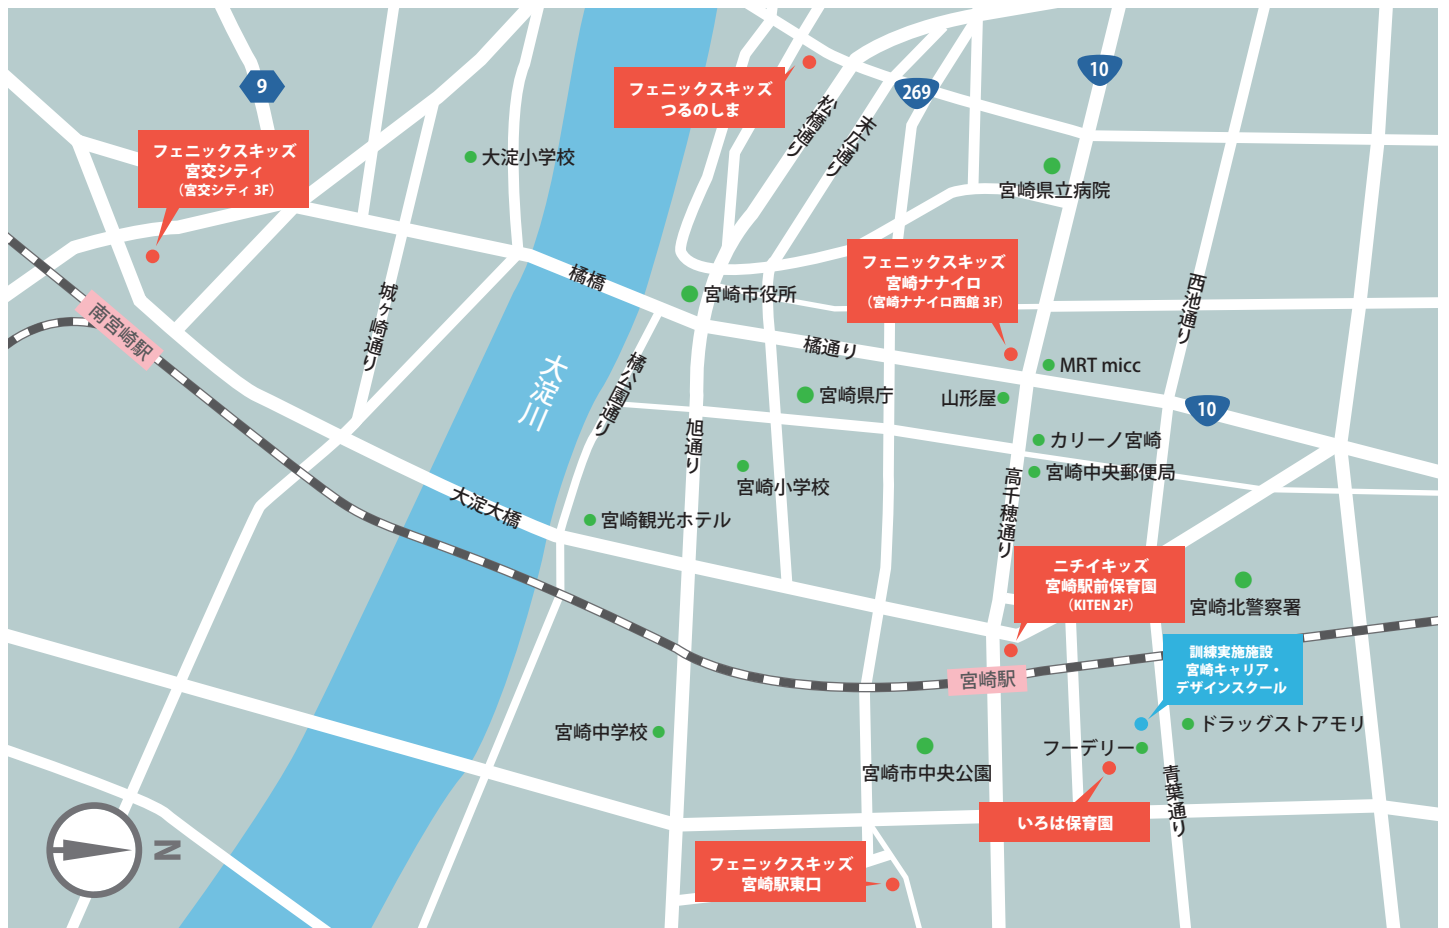 9
フェニックスキッズ
宮交シティ
（宮交シティ 3F）
大淀小学校
フェニックスキッズ
つるのしま
松橋通り
末広通り
269
10
宮崎県立病院
南宮崎駅
城ヶ崎通り
橘橋
大淀川
橘公園通り
宮崎市役所
フェニックスキッズ
宮崎ナナイロ
（宮崎ナナイロ西館 3F）
西池通り
橘通り
MRT micc
宮崎県庁
山形屋
10
旭通り
カリーノ宮崎
宮崎中央郵便局
高千穂通り
宮崎小学校
大淀大橋
宮崎観光ホテル
ニチイキッズ
宮崎駅前保育園
（KITEN 2F）
宮崎北警察署
訓練実施施設
宮崎キャリア・
デザインスクール
宮崎駅
ドラッグストアモリ
宮崎中学校
フーデリー
宮崎市中央公園
青葉通り
いろは保育園
フェニックスキッズ
宮崎駅東口
N